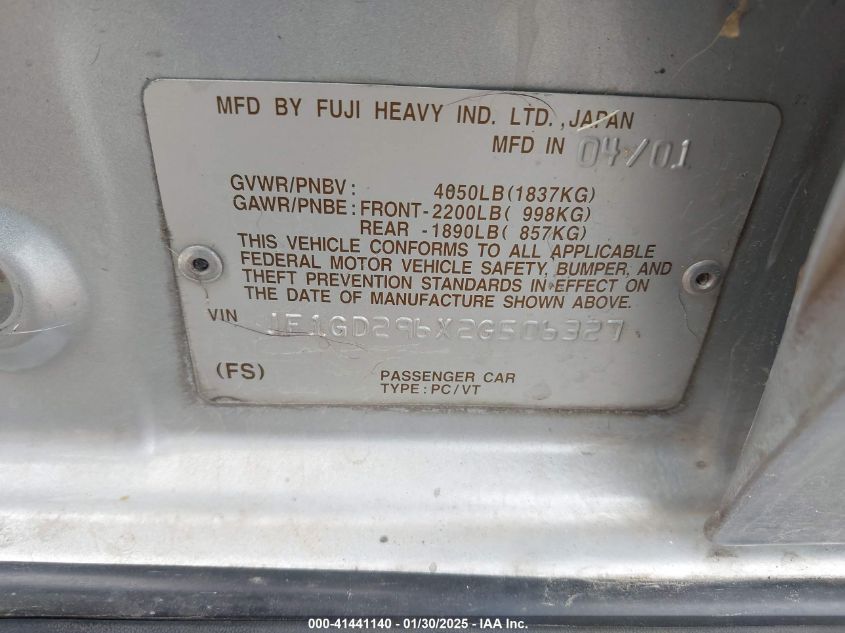 MFD BY FUJI HEAVY IND. LTD., JAPAN
MFD IN 04/01
GVWR/PNBV: 4050LB(1837KG)
GAWR/PNBE: FRONT-2200LB( 998KG)
REAR -1890LB( 857KG)
THIS VEHICLE CONFORMS TO ALL APPLICABLE
FEDERAL MOTOR VEHICLE SAFETY, BUMPER, AND
THEFT PREVENTION STANDARDS IN EFFECT ON
THE DATE OF MANUFACTURE SHOWN ABOVE.
VIN JF1GD296X2G506327
(FS) PASSENGER CAR
TYPE: PC/VT
000-41441140 - 01/30/2025 - IAA Inc.